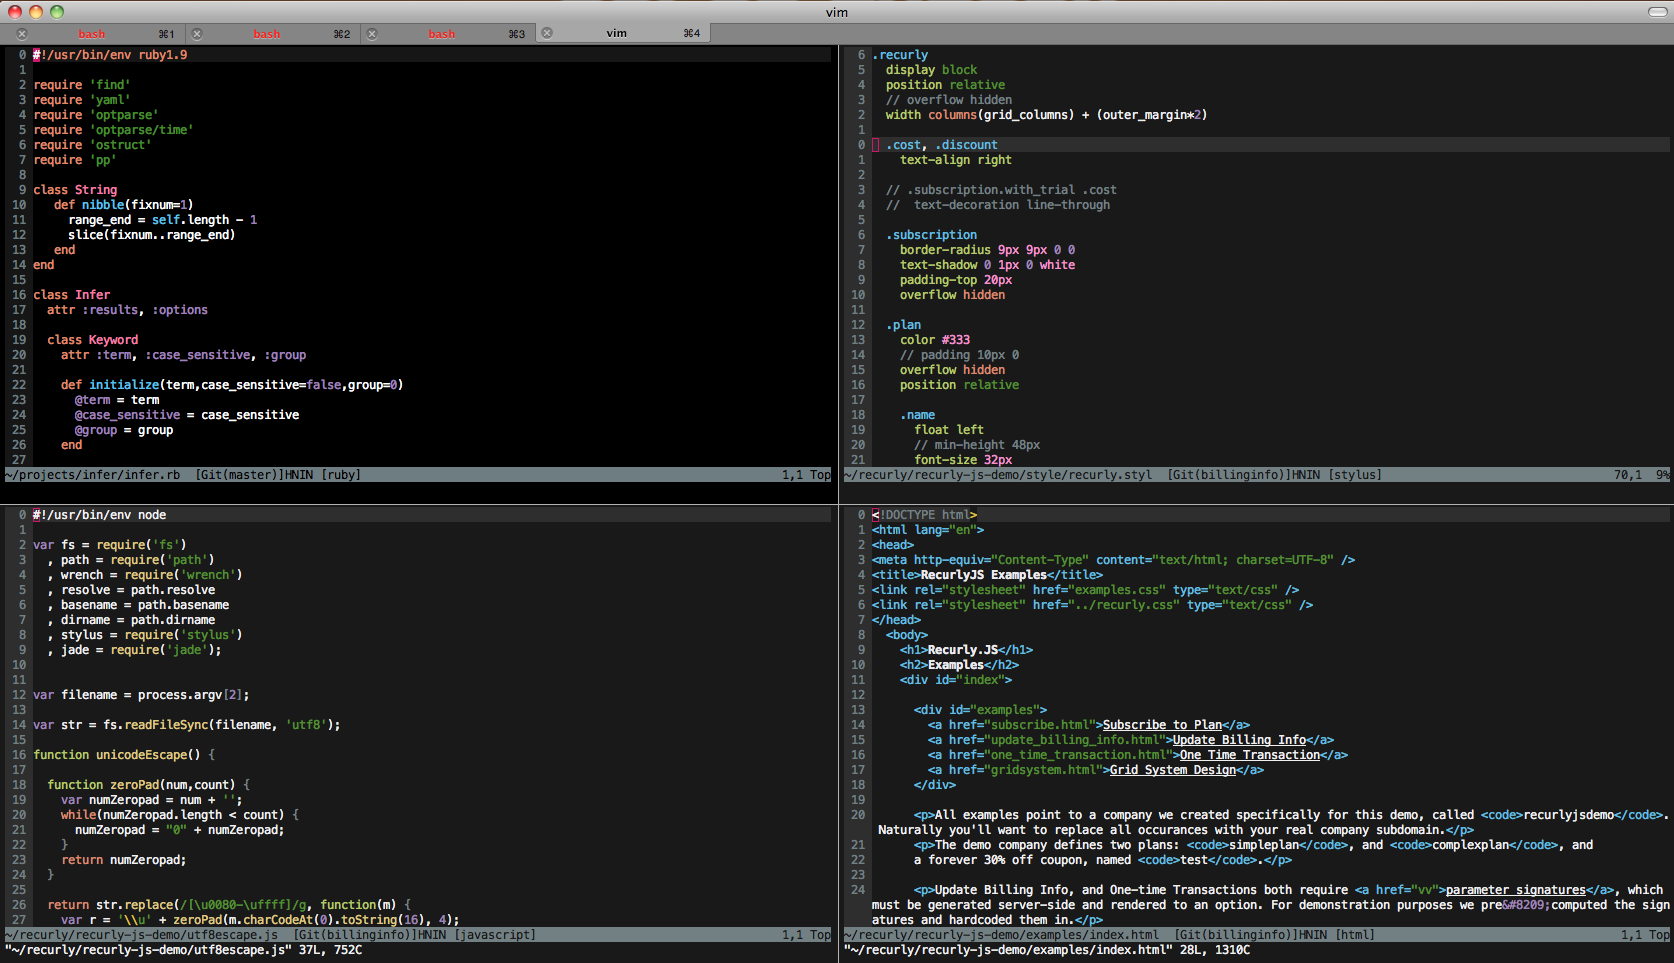 vim
bash ⌘1 bash ⌘2 bash ⌘3 vim ⌘4
0 #!/usr/bin/env ruby1.9
1
2 require 'find'
3 require 'yaml'
4 require 'optparse'
5 require 'optparse/time'
6 require 'ostruct'
7 require 'pp'
8
9 class String
10 def nibble(fixnum=1)
11 range_end = self.length - 1
12 slice(fixnum..range_end)
13 end
14 end
15
16 class Infer
17 attr :results, :options
18
19 class Keyword
20 attr :term, :case_sensitive, :group
21
22 def initialize(term,case_sensitive=false,group=0)
23 @term = term
24 @case_sensitive = case_sensitive
25 @group = group
26 end
27
~/projects/infer/infer.rb [Git(master)]HNIN [ruby] 1,1 Top
6 .recurly
5 display block
4 position relative
3 // overflow hidden
2 width columns(grid_columns) + (outer_margin*2)
1
0 .cost, .discount
1 text-align right
2
3 // .subscription.with_trial .cost
4 // text-decoration line-through
5
6 .subscription
7 border-radius 9px 9px 0 0
8 text-shadow 0 1px 0 white
9 padding-top 20px
10 overflow hidden
11
12 .plan
13 color #333
14 // padding 10px 0
15 overflow hidden
16 position relative
17
18 .name
19 float left
20 // min-height 48px
21 font-size 32px
~/recurly/recurly-js-demo/style/recurly.styl [Git(billinginfo)]HNIN [stylus] 70,1 9%
0 #!/usr/bin/env node
1
2 var fs = require('fs')
3 , path = require('path')
4 , wrench = require('wrench')
5 , resolve = path.resolve
6 , basename = path.basename
7 , dirname = path.dirname
8 , stylus = require('stylus')
9 , jade = require('jade');
10
11
12 var filename = process.argv[2];
13
14 var str = fs.readFileSync(filename, 'utf8');
15
16 function unicodeEscape() {
17
18 function zeroPad(num,count) {
19 var numZeropad = num + '';
20 while(numZeropad.length < count) {
21 numZeropad = "0" + numZeropad;
22 }
23 return numZeropad;
24 }
25
26 return str.replace(/[\u0080-\uffff]/g, function(m) {
27 var r = '\\u' + zeroPad(m.charCodeAt(0).toString(16), 4);
~/recurly/recurly-js-demo/utf8escape.js [Git(billinginfo)]HNIN [javascript] 1,1 Top
"~/recurly/recurly-js-demo/utf8escape.js" 37L, 752C
0 <!DOCTYPE html>
1 <html lang="en">
2 <head>
3 <meta http-equiv="Content-Type" content="text/html; charset=UTF-8" />
4 <title>RecurlyJS Examples</title>
5 <link rel="stylesheet" href="examples.css" type="text/css" />
6 <link rel="stylesheet" href="../recurly.css" type="text/css" />
7 </head>
8 <body>
9 <h1>Recurly.JS</h1>
10 <h2>Examples</h2>
11 <div id="index">
12
13 <div id="examples">
14 <a href="subscribe.html">Subscribe to Plan</a>
15 <a href="update_billing_info.html">Update Billing Info</a>
16 <a href="one_time_transaction.html">One Time Transaction</a>
17 <a href="gridsystem.html">Grid System Design</a>
18 </div>
19
20 <p>All examples point to a company we created specifically for this demo, called <code>recurlyjsdemo</code>.
Naturally you'll want to replace all occurances with your real company subdomain.</p>
21 <p>The demo company defines two plans: <code>simpleplan</code>, and <code>complexplan</code>, and
22 a forever 30% off coupon, named <code>test</code>.</p>
23
24 <p>Update Billing Info, and One-time Transactions both require <a href="vv">parameter signatures</a>, which
must be generated server-side and rendered to an option. For demonstration purposes we pre&#8209;computed the sign
atures and hardcoded them in.</p>
~/recurly/recurly-js-demo/examples/index.html [Git(billinginfo)]HNIN [html] 1,1 Top
"~/recurly/recurly-js-demo/examples/index.html" 28L, 1310C